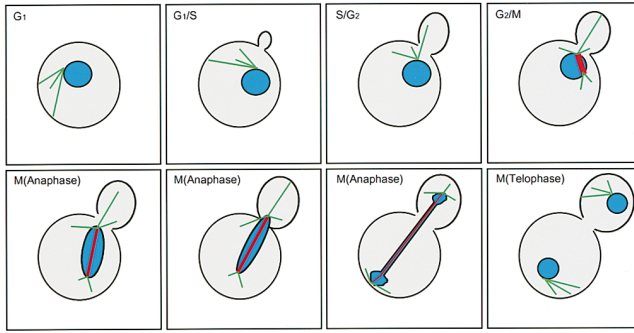 G1
G1/S
S/G2
G2/M
M(Anaphase)
M(Anaphase)
M(Anaphase)
M(Telophase)